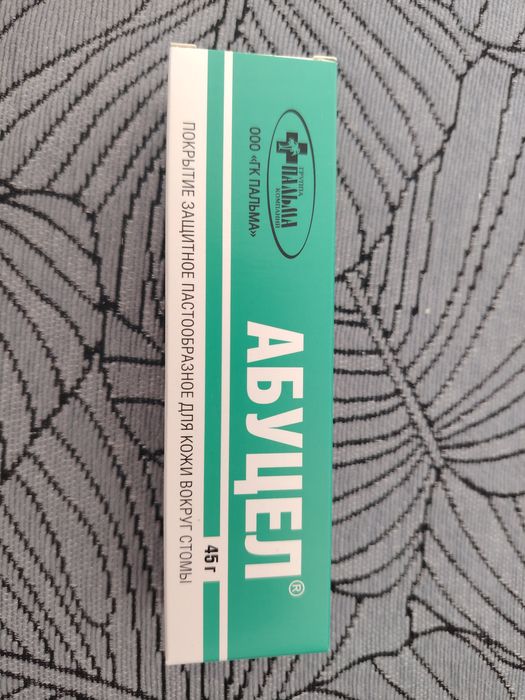 ГРУППА
ПАЛЬМА
КОМПАНИЙ
ООО «ГК ПАЛЬМА»
АБУЦЕЛ®
45 г
ПОКРЫТИЕ ЗАЩИТНОЕ ПАСТООБРАЗНОЕ ДЛЯ КОЖИ ВОКРУГ СТОМЫ